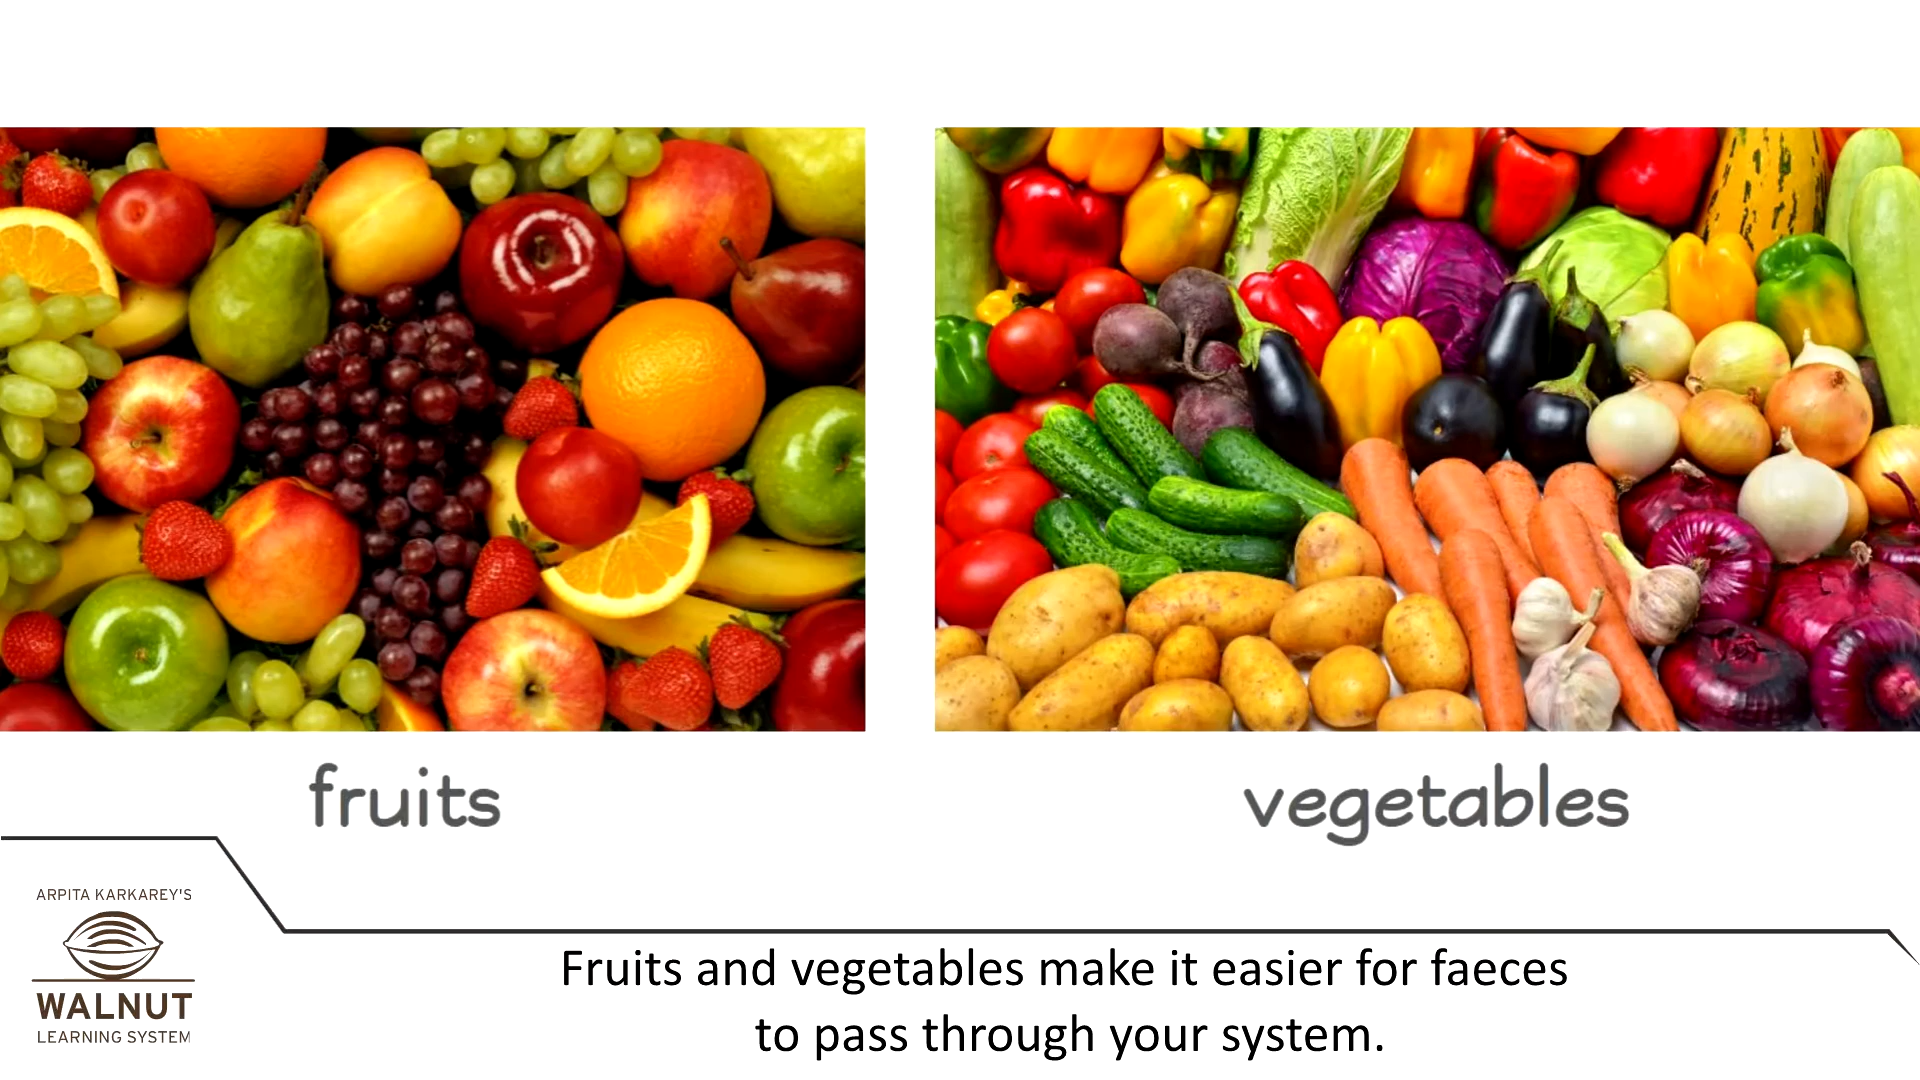 fruits
vegetables
ARPITA KARKAREY'S
WALNUT
LEARNING SYSTEM
Fruits and vegetables make it easier for faeces
to pass through your system.